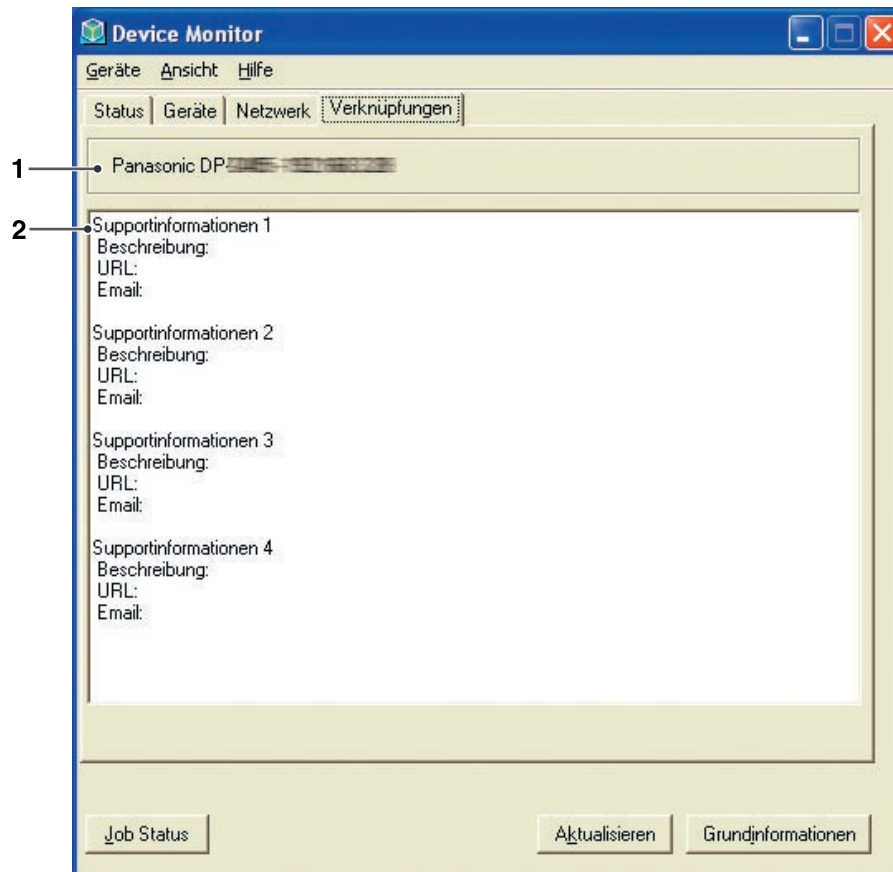 Device Monitor
Geräte Ansicht Hilfe
Status Geräte Netzwerk Verknüpfungen
1
Panasonic DP-
2
Supportinformationen 1
Beschreibung:
URL:
Email:
Supportinformationen 2
Beschreibung:
URL:
Email:
Supportinformationen 3
Beschreibung:
URL:
Email:
Supportinformationen 4
Beschreibung:
URL:
Email:
Job Status Aktualisieren Grundinformationen